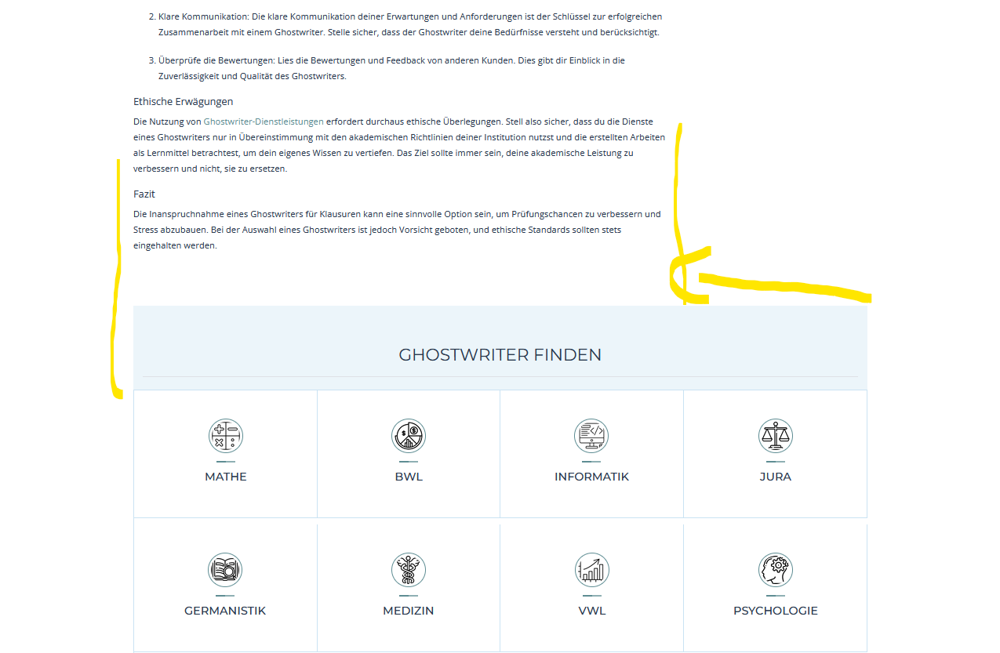 2. Klare Kommunikation: Die klare Kommunikation deiner Erwartungen und Anforderungen ist der Schlüssel zur erfolgreichen
Zusammenarbeit mit einem Ghostwriter. Stelle sicher, dass der Ghostwriter deine Bedürfnisse versteht und berücksichtigt.
3. Überprüfe die Bewertungen: Lies die Bewertungen und Feedback von anderen Kunden. Dies gibt dir Einblick in die
Zuverlässigkeit und Qualität des Ghostwriters.
Ethische Erwägungen
Die Nutzung von Ghostwriter-Dienstleistungen erfordert durchaus ethische Überlegungen. Stell also sicher, dass du die Dienste
eines Ghostwriters nur in Übereinstimmung mit den akademischen Richtlinien deiner Institution nutzst und die erstellten Arbeiten
als Lernmittel betrachtest, um dein eigenes Wissen zu vertiefen. Das Ziel sollte immer sein, deine akademische Leistung zu
verbessern und nicht, sie zu ersetzen.
Fazit
Die Inanspruchnahme eines Ghostwriters für Klausuren kann eine sinnvolle Option sein, um Prüfungschancen zu verbessern und
Stress abzubauen. Bei der Auswahl eines Ghostwriters ist jedoch Vorsicht geboten, und ethische Standards sollten stets
eingehalten werden.
GHOSTWRITER FINDEN
MATHE
BWL
INFORMATIK
JURA
GERMANISTIK
MEDIZIN
VWL
PSYCHOLOGIE